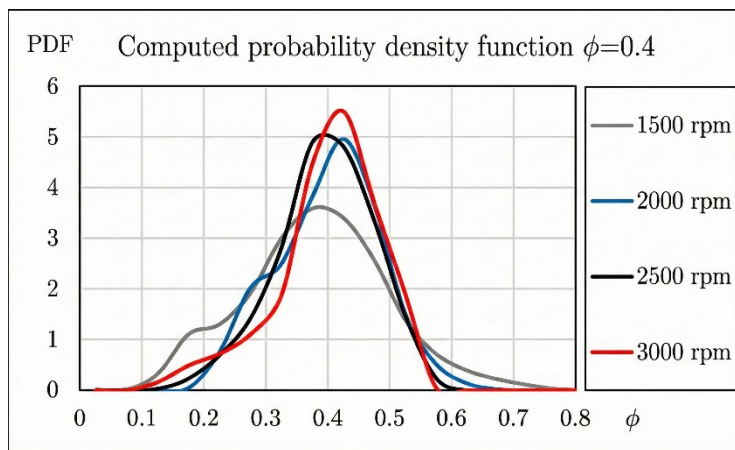 PDF
Computed probability density function ϕ=0.4
6
5
4
3
2
1
0
0 0.1 0.2 0.3 0.4 0.5 0.6 0.7 0.8 ϕ
1500 rpm
2000 rpm
2500 rpm
3000 rpm